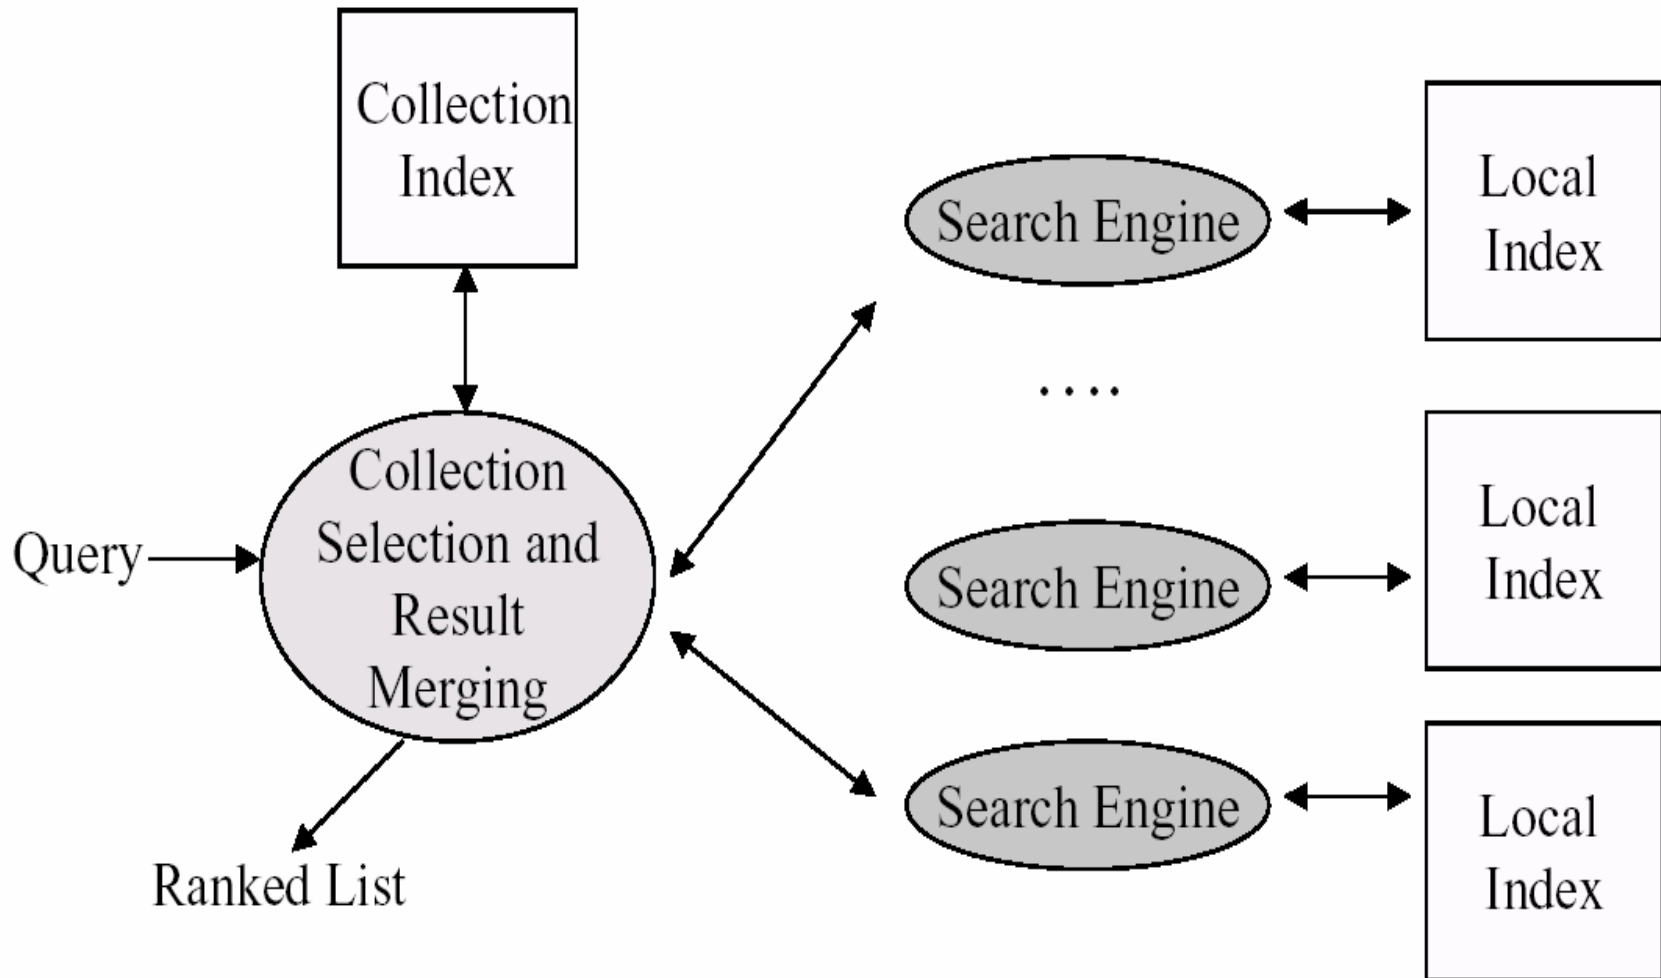 Collection
Index
Query
Collection
Selection and
Result
Merging
Ranked List
Search Engine
Local
Index
....
Search Engine
Local
Index
Search Engine
Local
Index